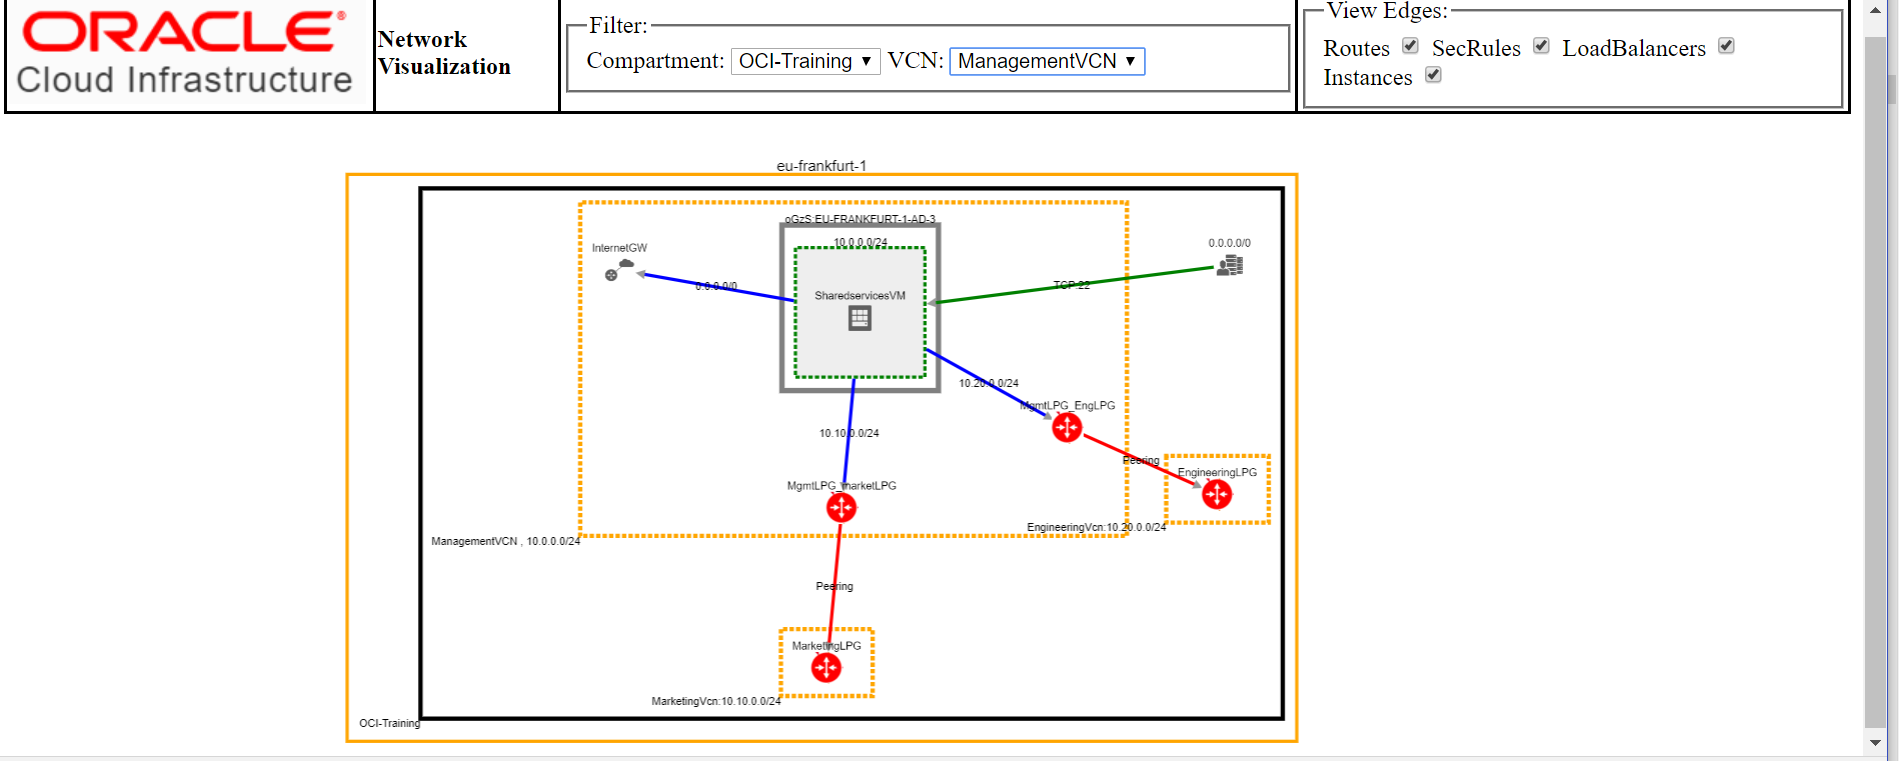 ORACLE®
Cloud Infrastructure
Network
Visualization
Filter:
Compartment: OCI-Training VCN: ManagementVCN
View Edges:
Routes SecRules LoadBalancers
Instances
eu-frankfurt-1
oGzS:EU-FRANKFURT-1-AD-3
10.0.0.0/24
InternetGW
0.0.0.0/0
0.0.0.0/0
TCP:22
SharedservicesVM
10.20.0.0/24
MgmtLPG_EngLPG
10.10.0.0/24
Peering
EngineeringLPG
MgmtLPG_marketLPG
EngineeringVcn:10.20.0.0/24
ManagementVCN , 10.0.0.0/24
Peering
MarketingLPG
MarketingVcn:10.10.0.0/24
OCI-Training